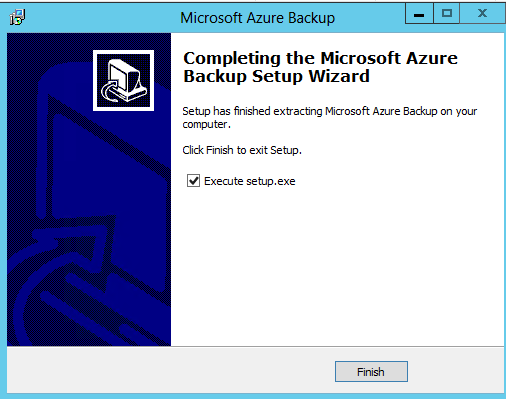 Microsoft Azure Backup
Completing the Microsoft Azure
Backup Setup Wizard
Setup has finished extracting Microsoft Azure Backup on your
computer.
Click Finish to exit Setup.
Execute setup.exe
Finish